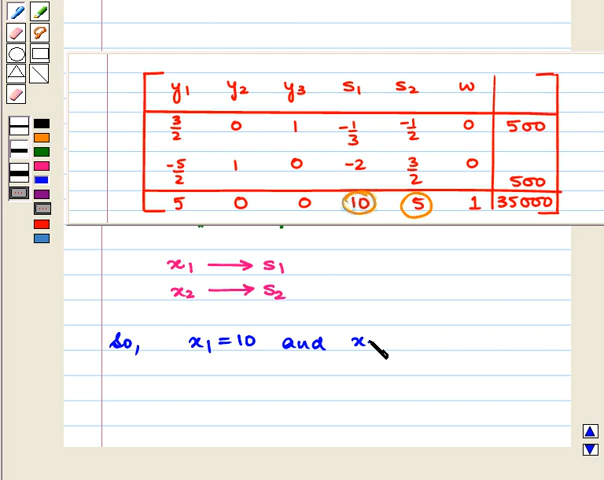 y₁ y₂ y₃ s₁ s₂ w
3/2 0 1 -1/3 -1/2 0 500
-5/2 1 0 -2 3/2 0 500
5 0 0 10 5 1 35000
x₁ ⟶ s₁
x₂ ⟶ s₂
So, x₁ = 10 and x